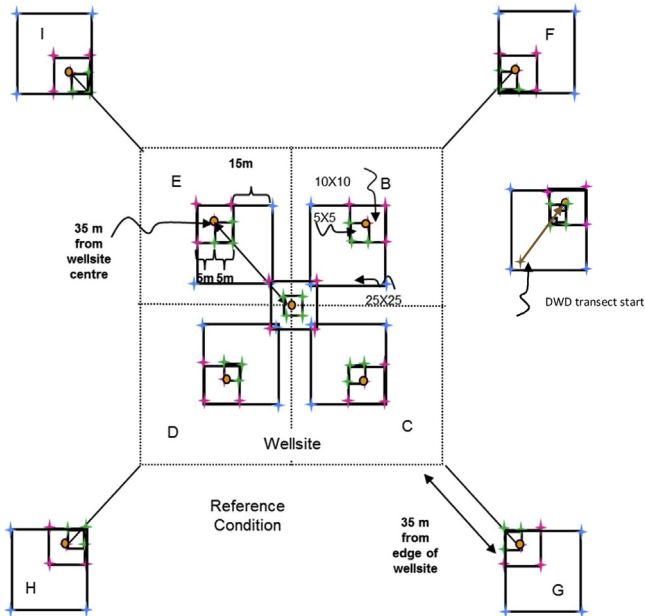 I
F
15m
E
10X10
B
5X5
35 m
from
wellsite
centre
5m 5m
25X25
DWD transect start
D
C
Wellsite
Reference
Condition
35 m
from
edge of
wellsite
H
G